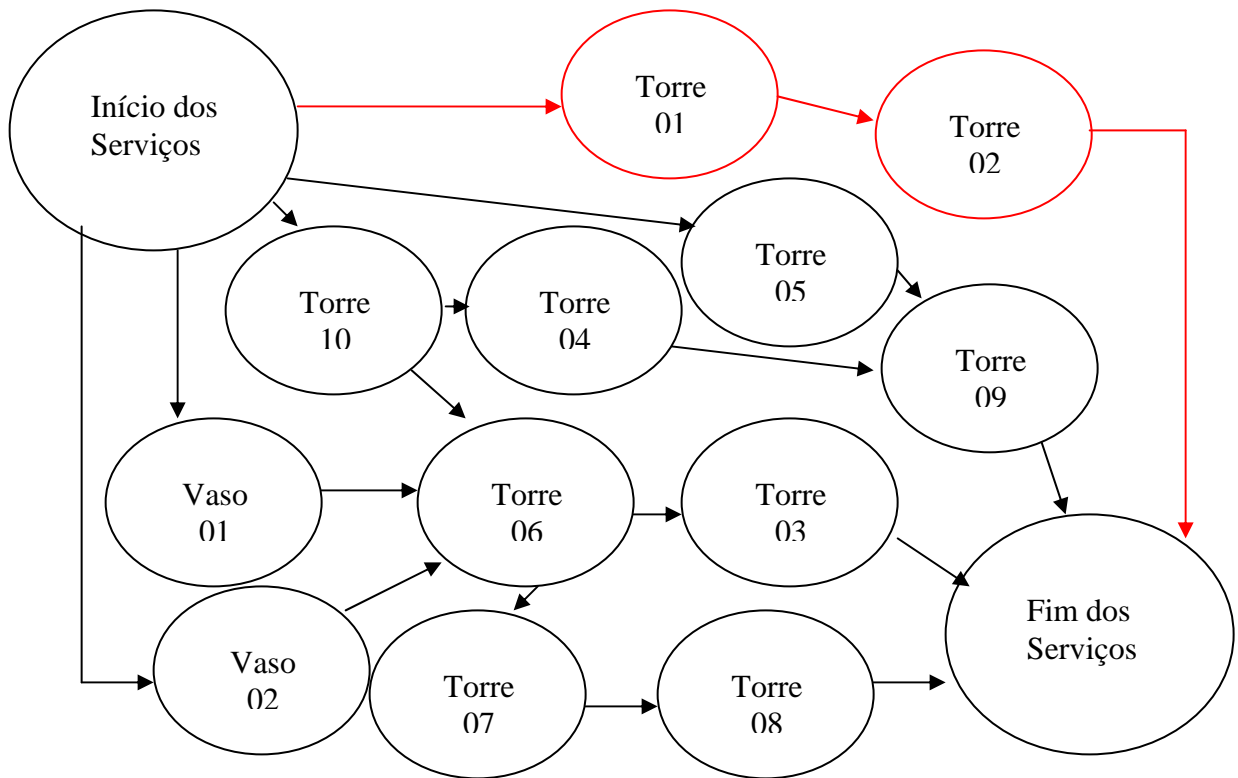 Início dos
Serviços
Torre
01
Torre
02
Torre
05
Torre
10
Torre
04
Torre
09
Vaso
01
Torre
06
Torre
03
Fim dos
Serviços
Vaso
02
Torre
07
Torre
08